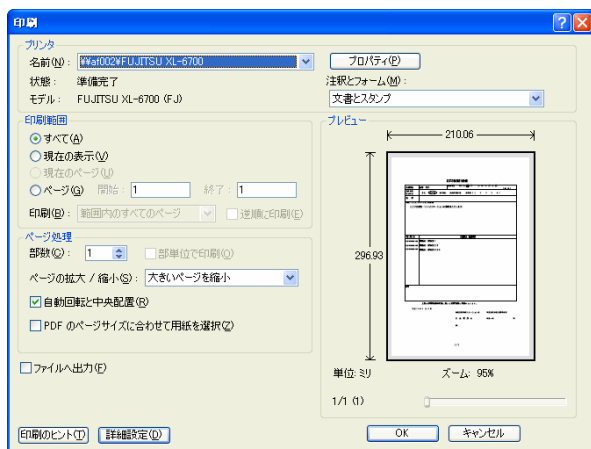 印刷
プリンタ
名前(N): ¥¥af002¥FUJITSU XL-6700
プロパティ(P)
状態: 準備完了
注釈とフォーム(M):
モデル: FUJITSU XL-6700 (FJ)
文書とスタンプ
印刷範囲
すべて(A)
現在の表示(V)
現在のページ(U)
ページ(G) 開始: 1 終了: 1
印刷(B): 範囲内のすべてのページ 逆順に印刷(E)
ページ処理
部数(C): 1 部単位で印刷(O)
ページの拡大 / 縮小(S): 大きいページを縮小
自動回転と中央配置(R)
PDF のページサイズに合わせて用紙を選択(Z)
ファイルへ出力(F)
印刷のヒント(T) 詳細設定(D)
プレビュー
210.06
296.93
単位: ミリ ズーム: 95%
1/1 (1)
OK キャンセル